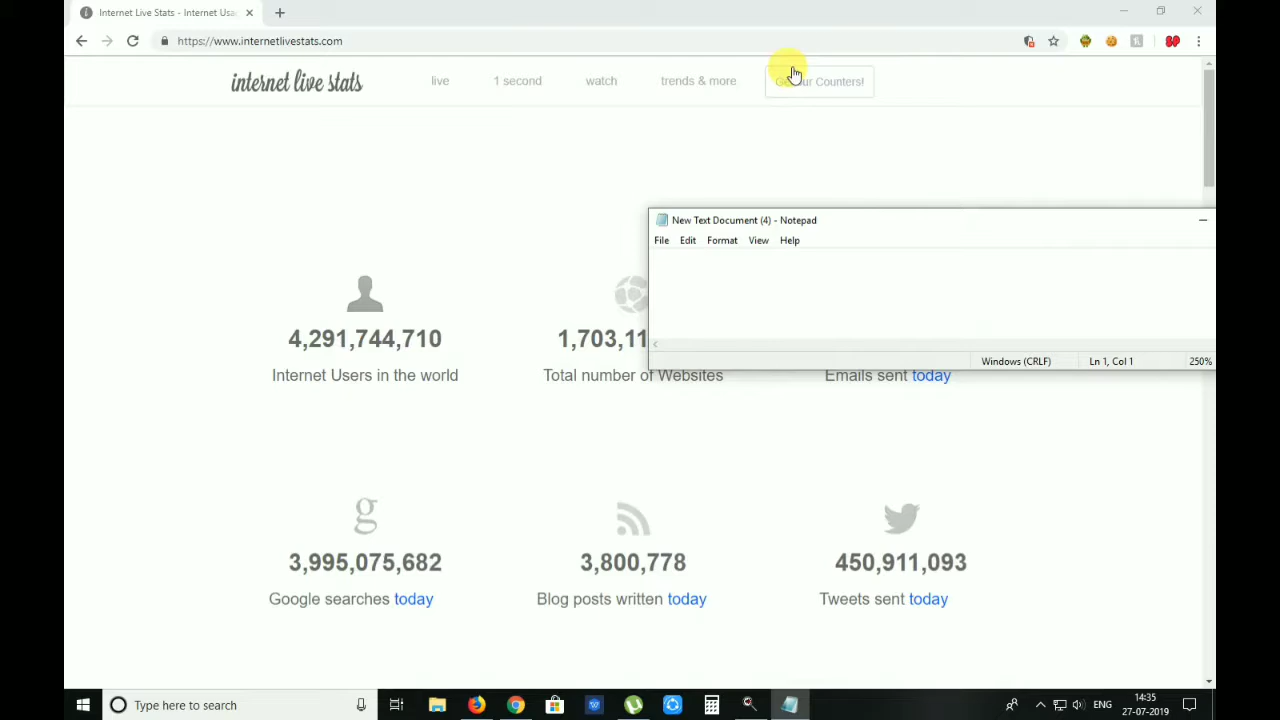 Internet Live Stats - Internet Usa
https://www.internetlivestats.com
internet live stats
live
1 second
watch
trends & more
Counters!
New Text Document (4) - Notepad
File Edit Format View Help
Windows (CRLF)
Ln 1, Col 1
250%
4,291,744,710
Internet Users in the world
1,703,11
Total number of Websites
Emails sent today
g
3,995,075,682
Google searches today
3,800,778
Blog posts written today
450,911,093
Tweets sent today
Type here to search
ENG
14:35
27-07-2019